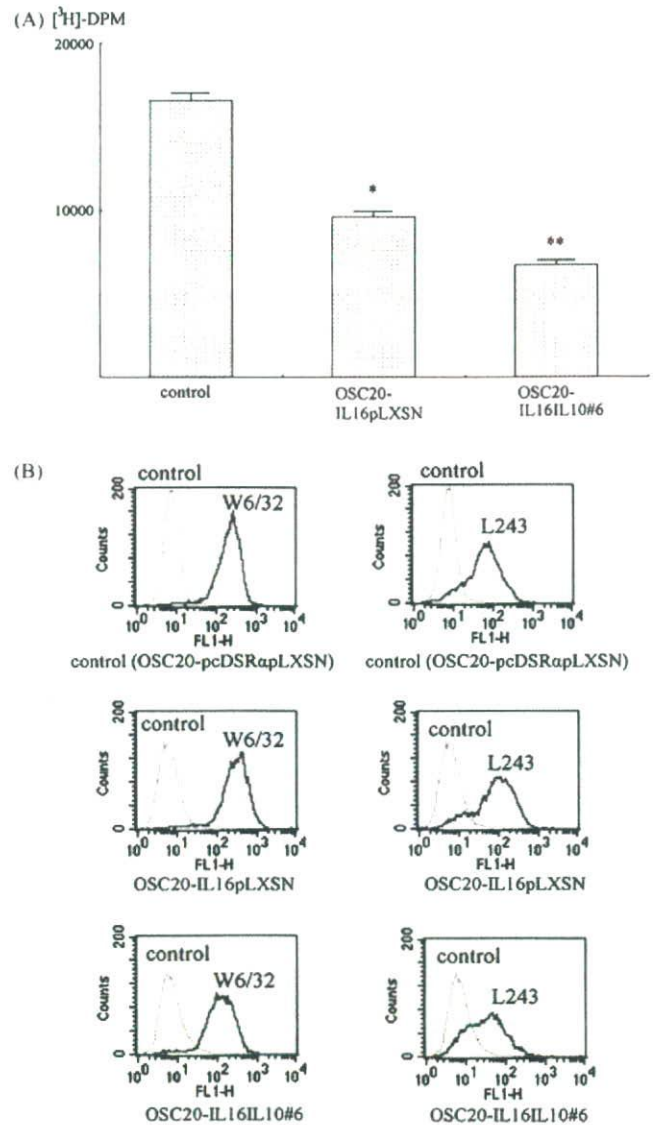 (A) [³H]-DPM
20000
10000
*
**
control
OSC20-
IL16pLXSN
OSC20-
IL16IL10#6
(B)
control
W6/32
200
Counts
0
10⁰ 10¹ 10² 10³ 10⁴
FL1-H
control (OSC20-pcDSRαpLXSN)
L243
200
Counts
0
10⁰ 10¹ 10² 10³ 10⁴
FL1-H
control (OSC20-pcDSRαpLXSN)
control
W6/32
200
Counts
0
10⁰ 10¹ 10² 10³ 10⁴
FL1-H
OSC20-IL16pLXSN
control
L243
200
Counts
0
10⁰ 10¹ 10² 10³ 10⁴
FL1-H
OSC20-IL16pLXSN
control
W6/32
200
Counts
0
10⁰ 10¹ 10² 10³ 10⁴
FL1-H
OSC20-IL16IL10#6
control
L243
200
Counts
0
10⁰ 10¹ 10² 10³ 10⁴
FL1-H
OSC20-IL16IL10#6